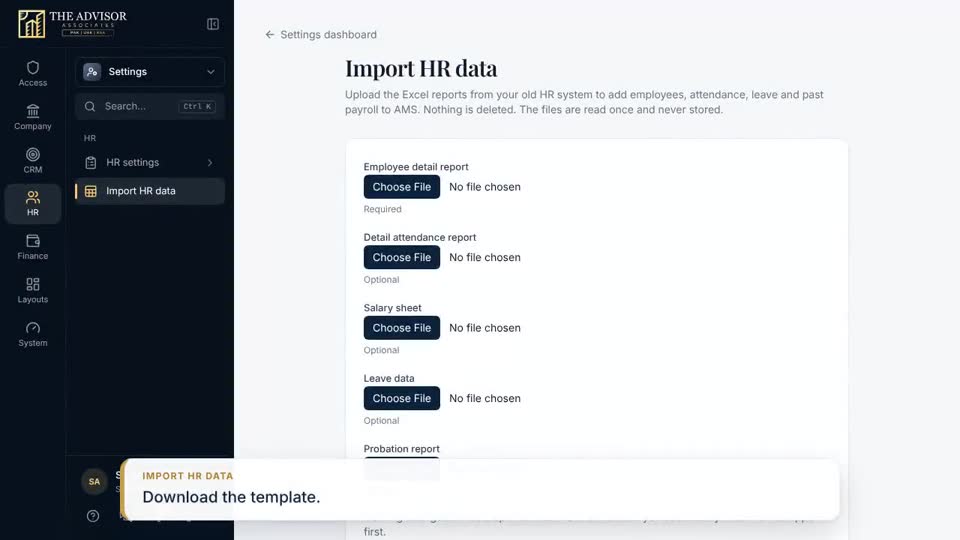 THE ADVISOR
ASSOCIATES
Access
Company
CRM
HR
Finance
Layouts
System
Settings
Search...
Ctrl K
HR
HR settings
Import HR data
SA
Settings dashboard
Import HR data
Upload the Excel reports from your old HR system to add employees, attendance, leave and past
payroll to AMS. Nothing is deleted. The files are read once and never stored.
Employee detail report
Choose File No file chosen
Required
Detail attendance report
Choose File No file chosen
Optional
Salary sheet
Choose File No file chosen
Optional
Leave data
Choose File No file chosen
Optional
Probation report
IMPORT HR DATA
Download the template.
first.